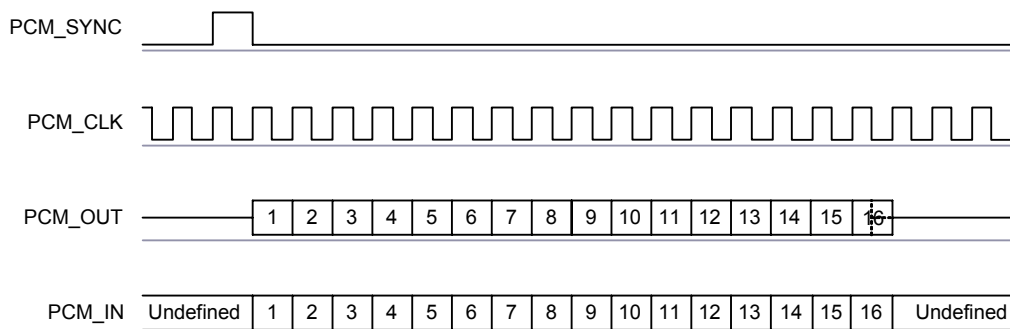 PCM_SYNC
PCM_CLK
PCM_OUT 1 2 3 4 5 6 7 8 9 10 11 12 13 14 15 16
PCM_IN Undefined 1 2 3 4 5 6 7 8 9 10 11 12 13 14 15 16 Undefined